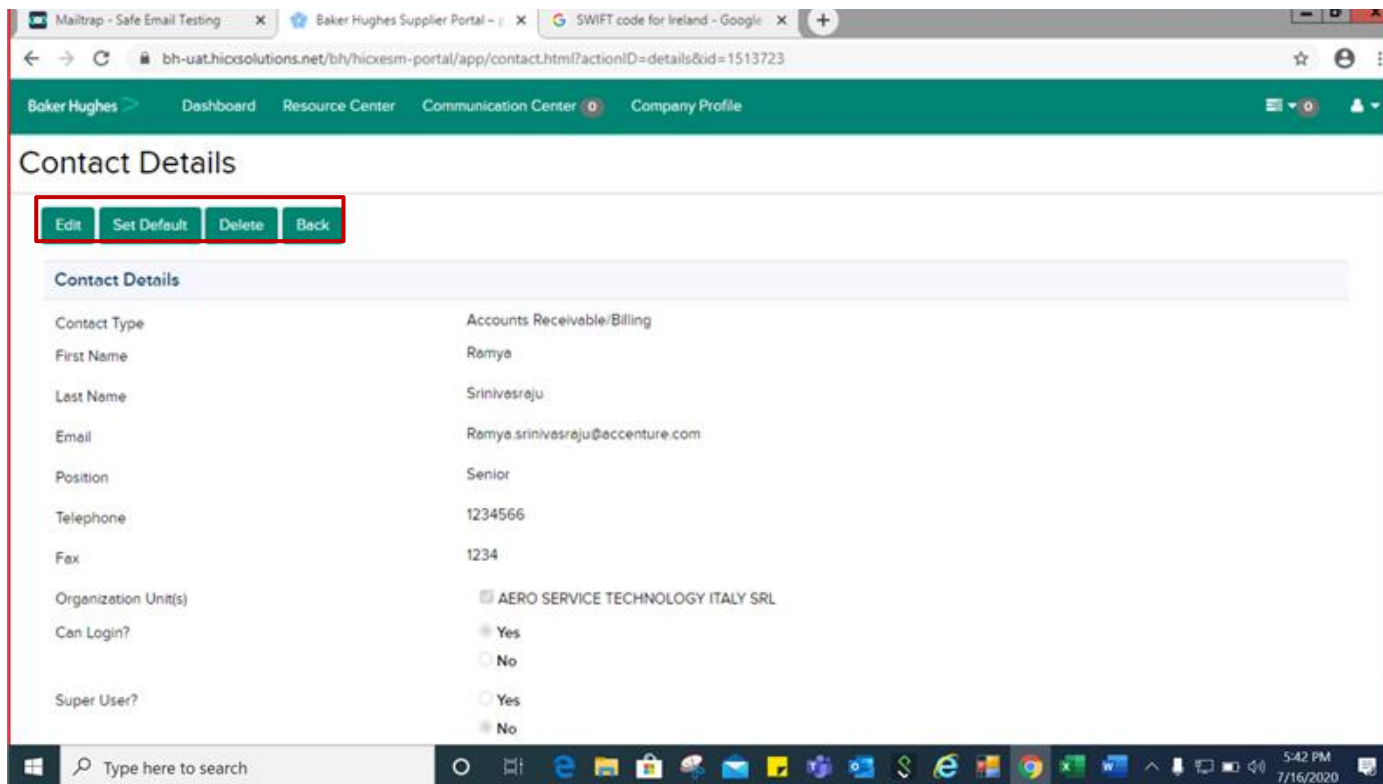 Mailtrap - Safe Email Testing Baker Hughes Supplier Portal – SWIFT code for Ireland - Google
bh-uat.hicxsolutions.net/bh/hicxesm-portal/app/contact.html?actionID=details&id=1513723
Baker Hughes Dashboard Resource Center Communication Center 0 Company Profile 0
Contact Details
Edit Set Default Delete Back
Contact Details
Contact Type Accounts Receivable/Billing
First Name Ramya
Last Name Srinivasraju
Email Ramya.srinivasraju@accenture.com
Position Senior
Telephone 1234566
Fax 1234
Organization Unit(s) AERO SERVICE TECHNOLOGY ITALY SRL
Can Login? Yes
No
Super User? Yes
No
Type here to search 5:42 PM
7/16/2020